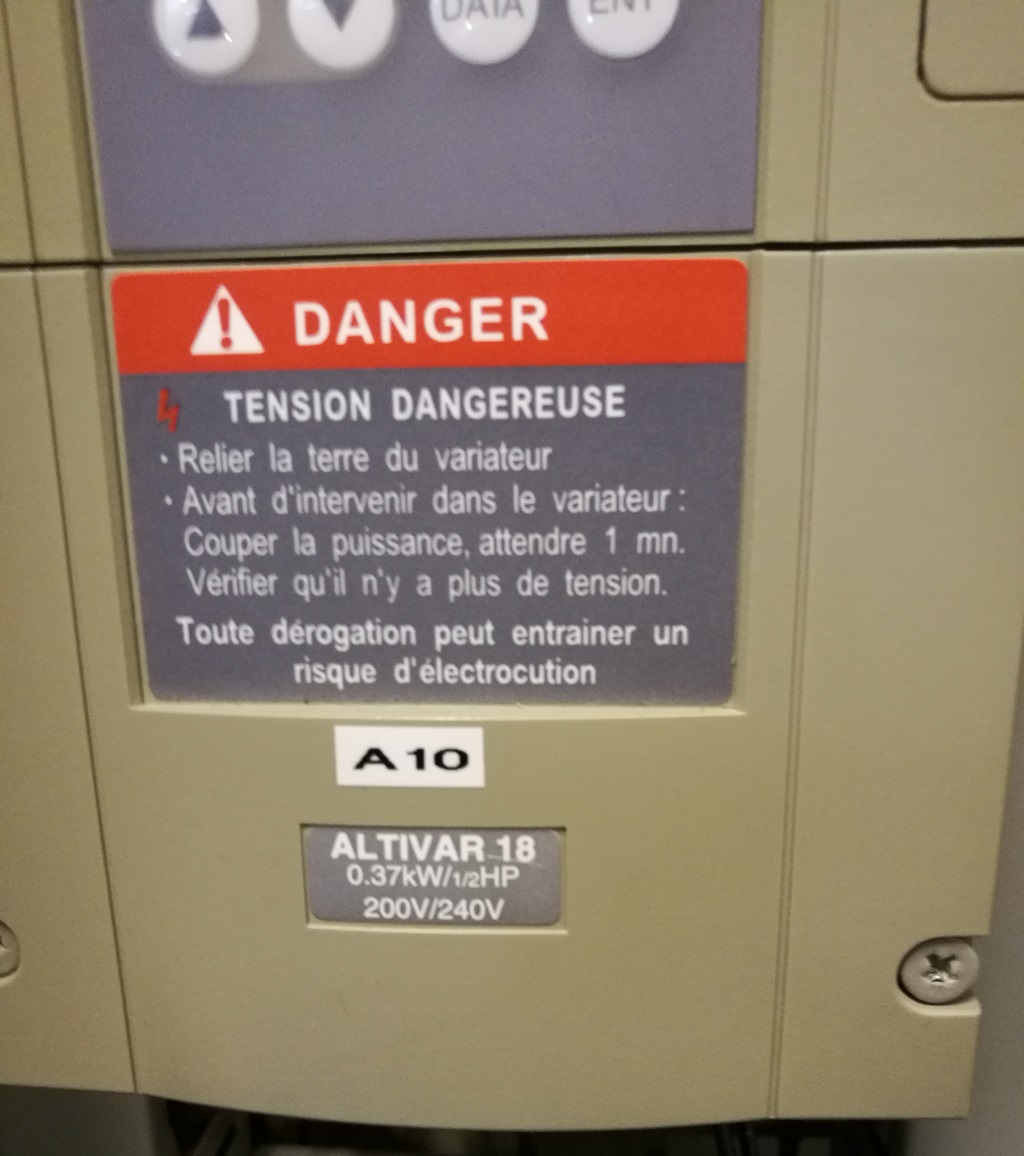 DATA ENT
DANGER
TENSION DANGEREUSE
· Relier la terre du variateur
· Avant d'intervenir dans le variateur :
Couper la puissance, attendre 1 mn.
Vérifier qu'il n'y a plus de tension.
Toute dérogation peut entrainer un
risque d'électrocution
A10
ALTIVAR 18
0.37kW/1/2HP
200V/240V